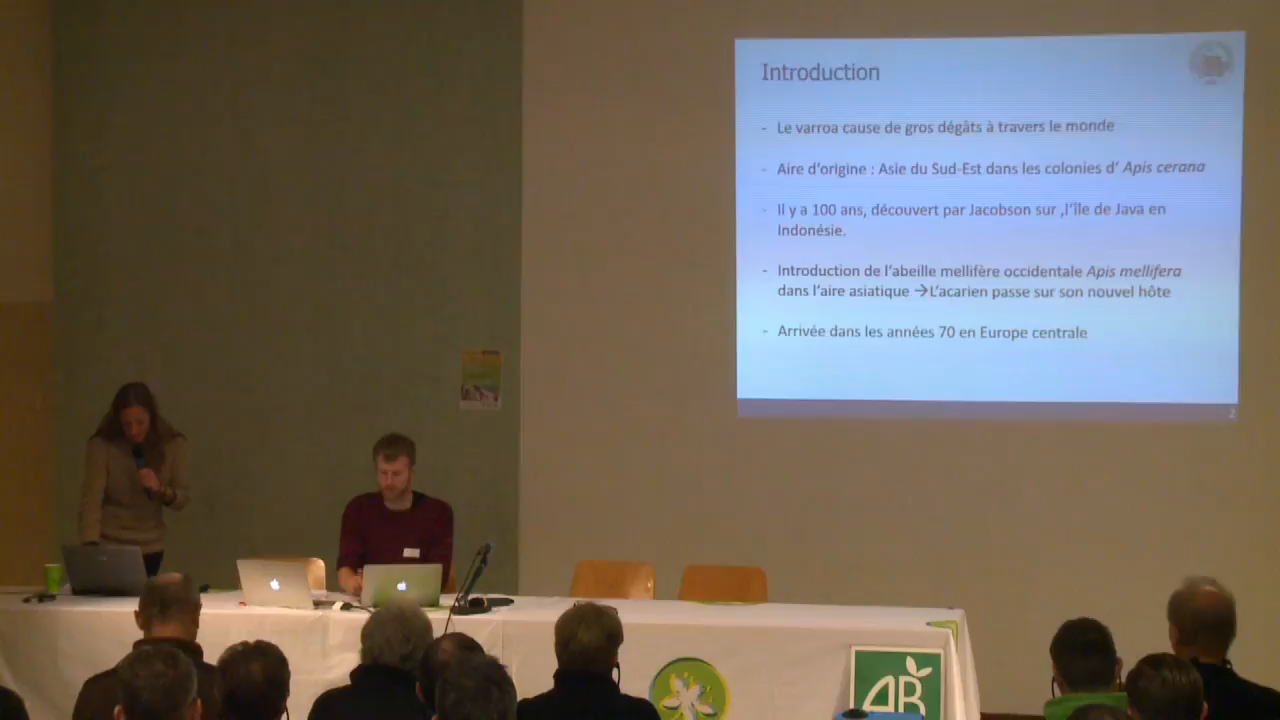 Introduction
- Le varroa cause de gros dégâts à travers le monde
- Aire d'origine : Asie du Sud-Est dans les colonies d' Apis cerana
- Il y a 100 ans, découvert par Jacobson sur ,l'île de Java en
Indonésie.
- Introduction de l'abeille mellifère occidentale Apis mellifera
dans l'aire asiatique →L'acarien passe sur son nouvel hôte
- Arrivée dans les années 70 en Europe centrale
2
AB